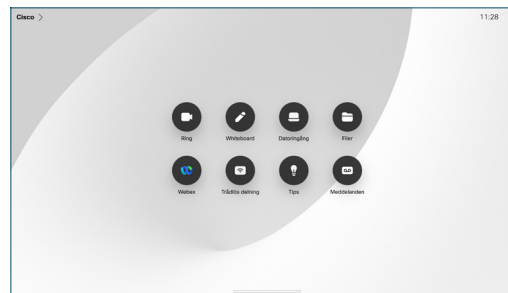 Cisco
11:28
Ring
Whiteboard
Datoringång
Filer
Webex
Trådlös delning
Tips
Meddelanden